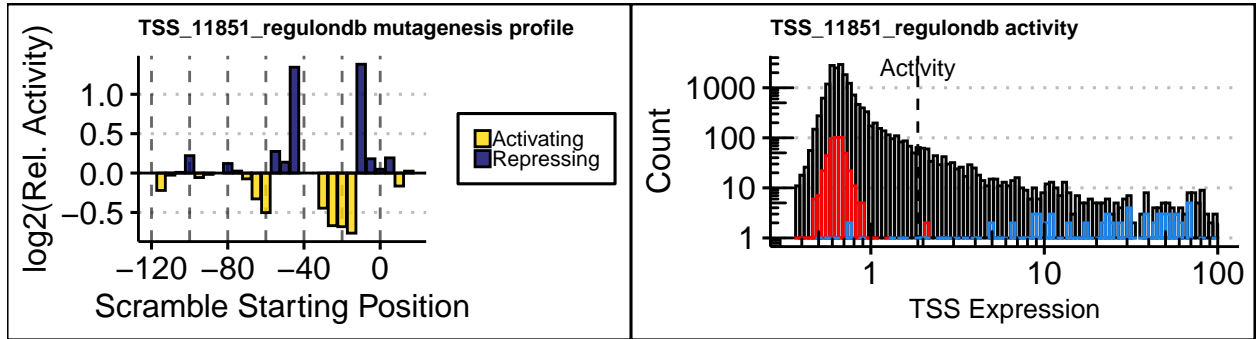 TSS_11851_regulondb mutagenesis profile
log2(Rel. Activity)
1.0
0.5
0.0
−0.5
−120
−80
−40
0
Scramble Starting Position
Activating
Repressing
TSS_11851_regulondb activity
Activity
Count
1000
100
10
1
1
10
100
TSS Expression